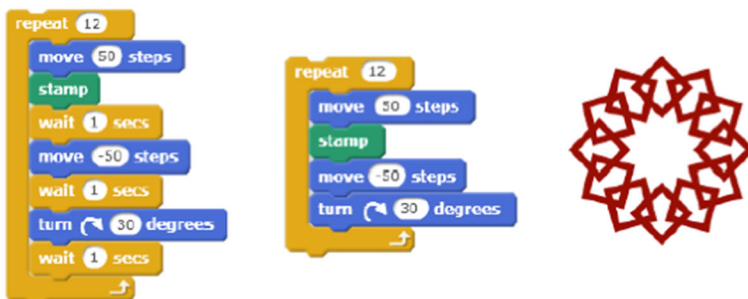 repeat 12
move 50 steps
stamp
wait 1 secs
move -50 steps
wait 1 secs
turn 30 degrees
wait 1 secs
repeat 12
move 50 steps
stamp
move -50 steps
turn 30 degrees